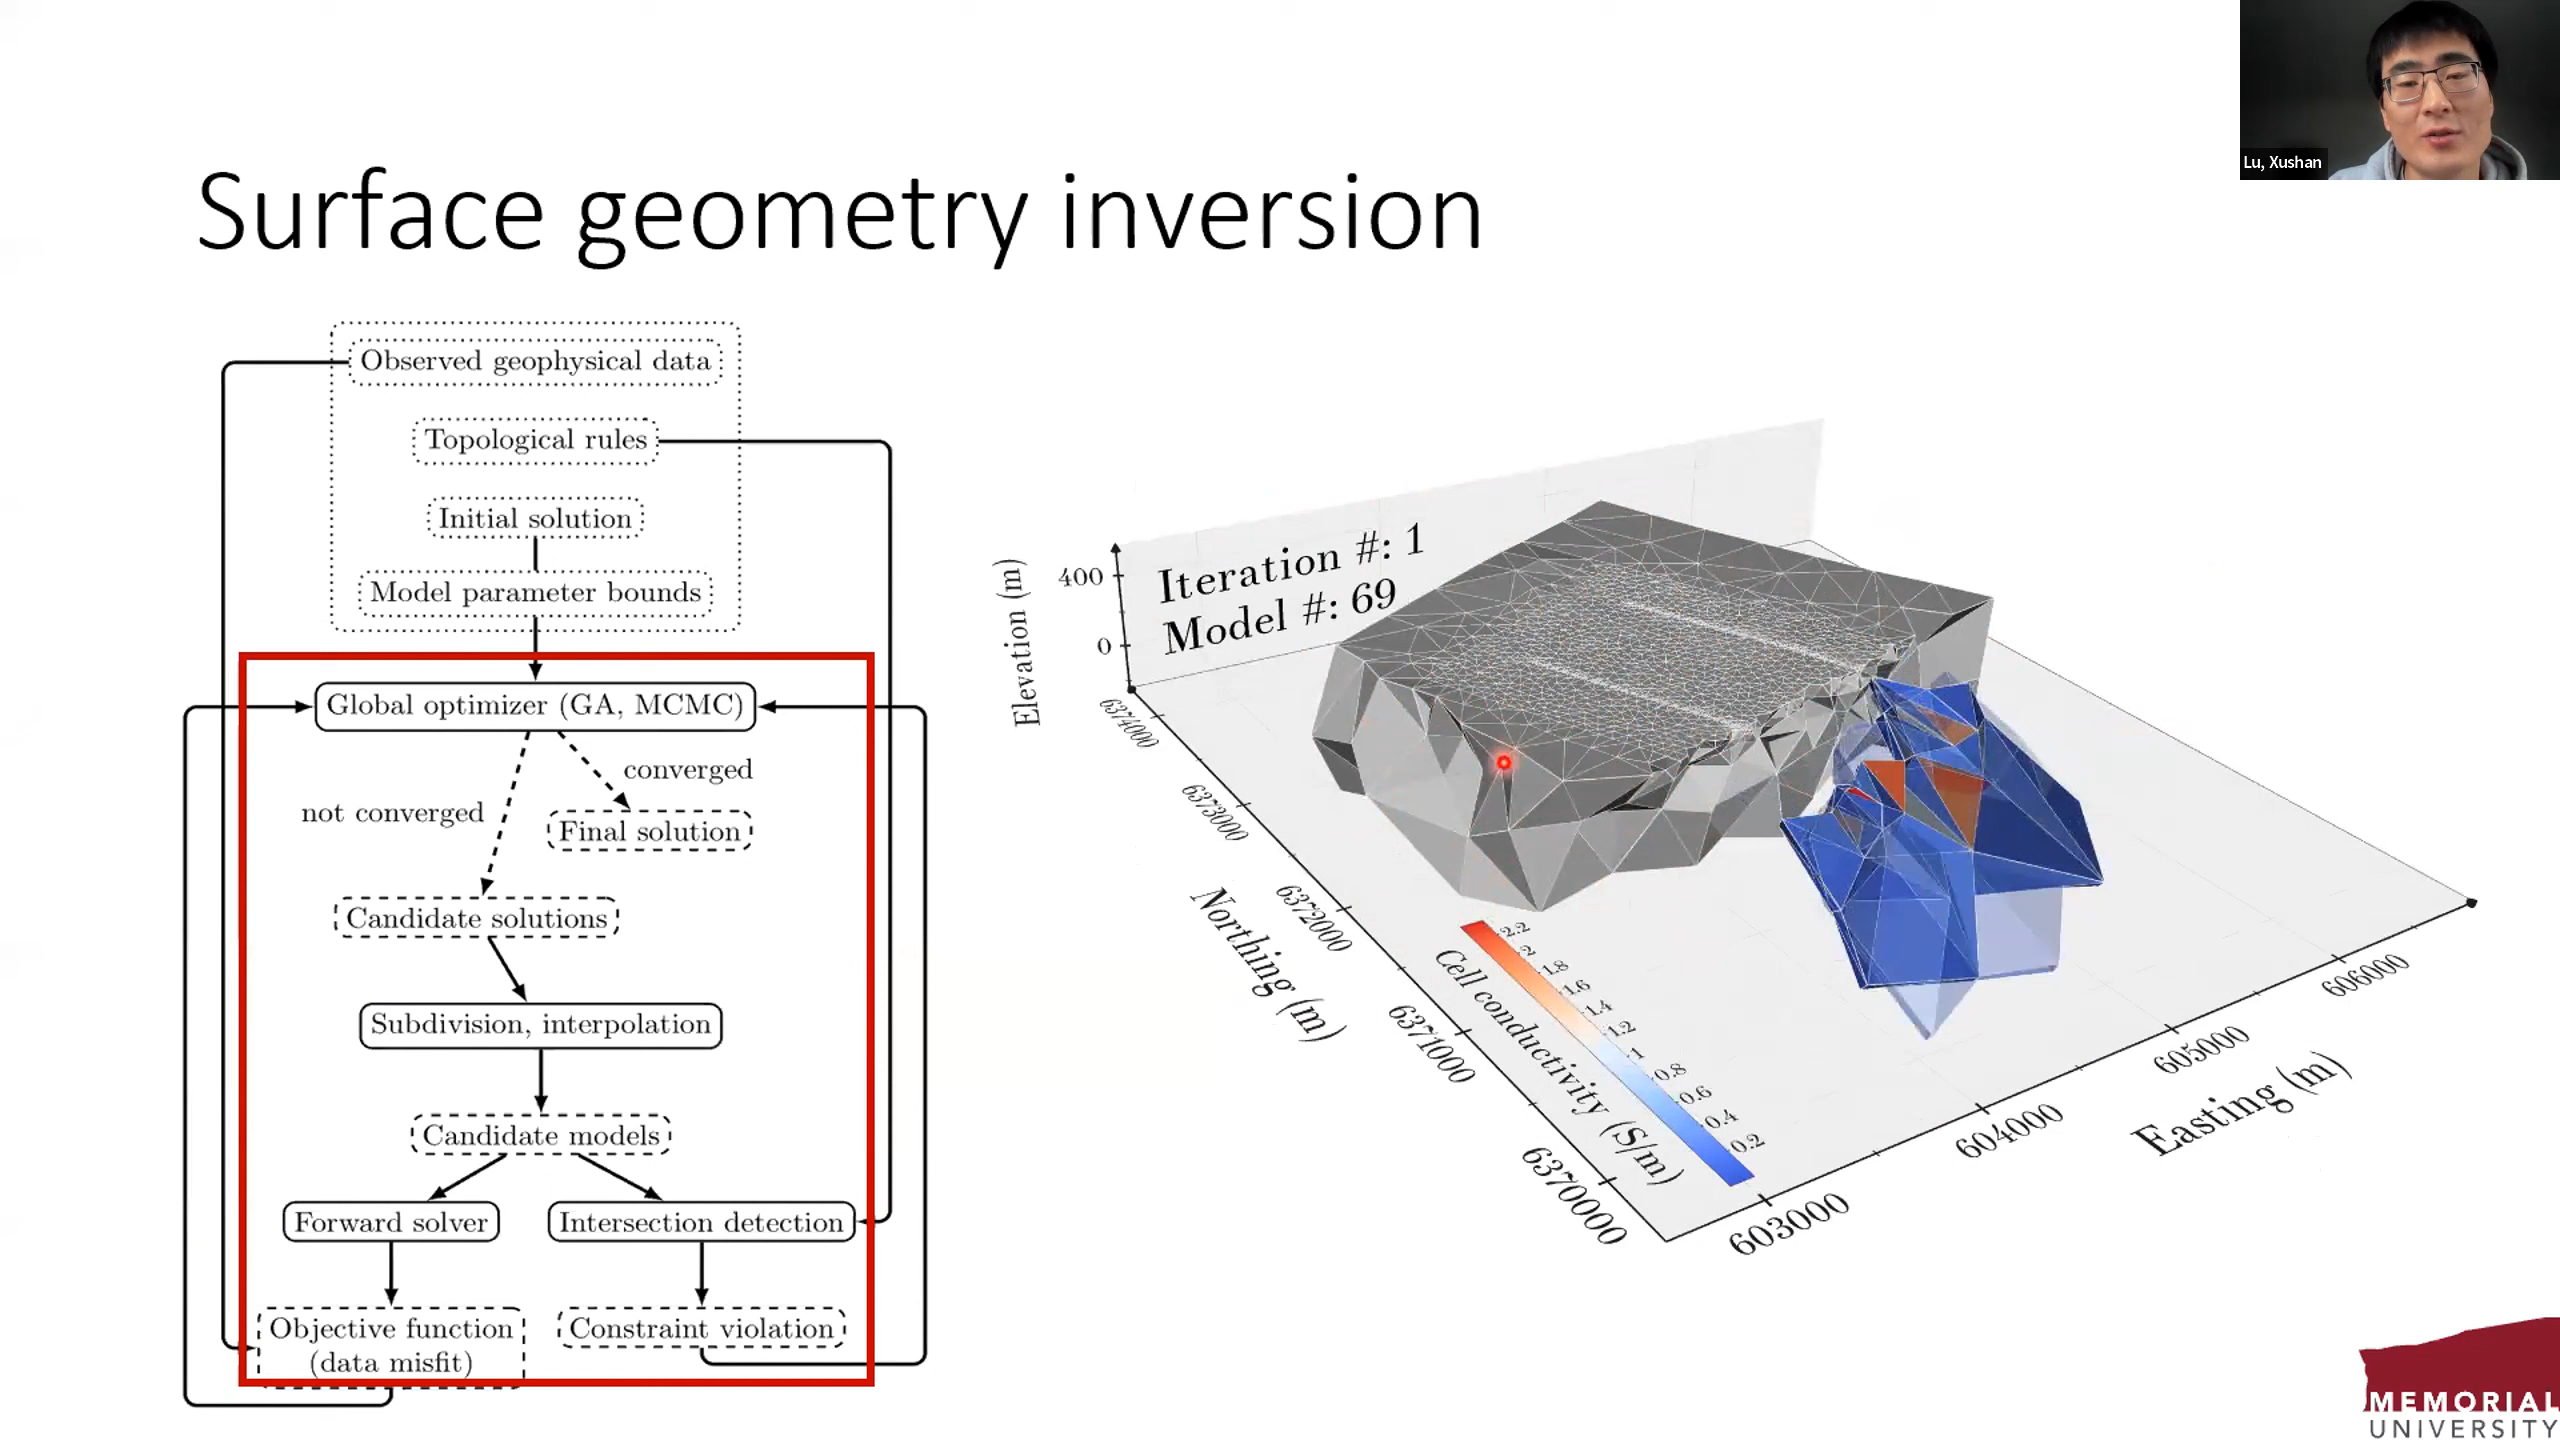 Lu, Xushan
Surface geometry inversion
Observed geophysical data
Topological rules
Initial solution
Model parameter bounds
Global optimizer (GA, MCMC)
converged
not converged
Final solution
Candidate solutions
Subdivision, interpolation
Candidate models
Forward solver
Intersection detection
Objective function
(data misfit)
Constraint violation
Iteration #: 1
Model #: 69
Elevation (m)
400
0
6374000
6373000
6372000
6371000
6370000
Northing (m)
Cell conductivity (S/m)
2.2
2
1.8
1.6
1.4
1.2
1
0.8
0.6
0.4
0.2
603000
604000
605000
606000
Easting (m)
MEMORIAL
UNIVERSITY